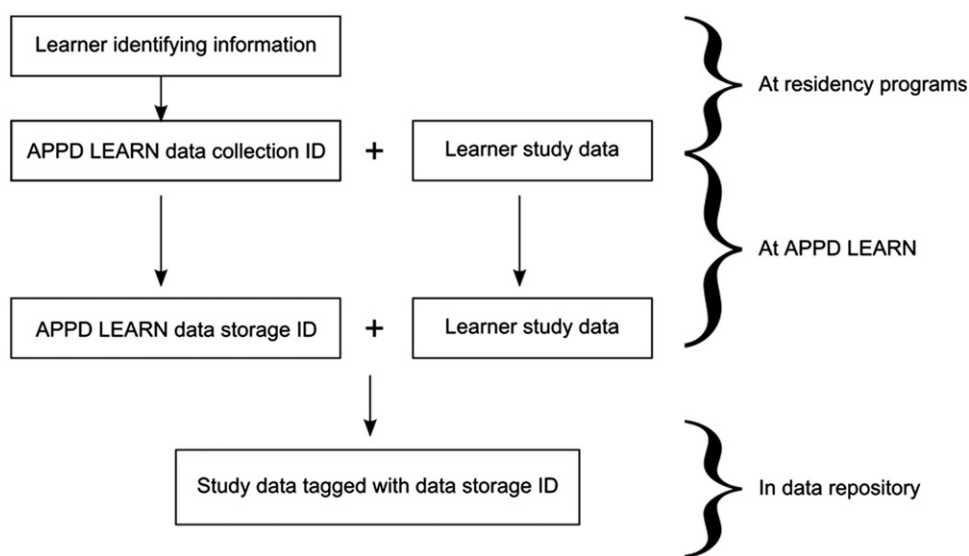 Learner identifying information
At residency programs
APPD LEARN data collection ID
+
Learner study data
At APPD LEARN
APPD LEARN data storage ID
+
Learner study data
Study data tagged with data storage ID
In data repository